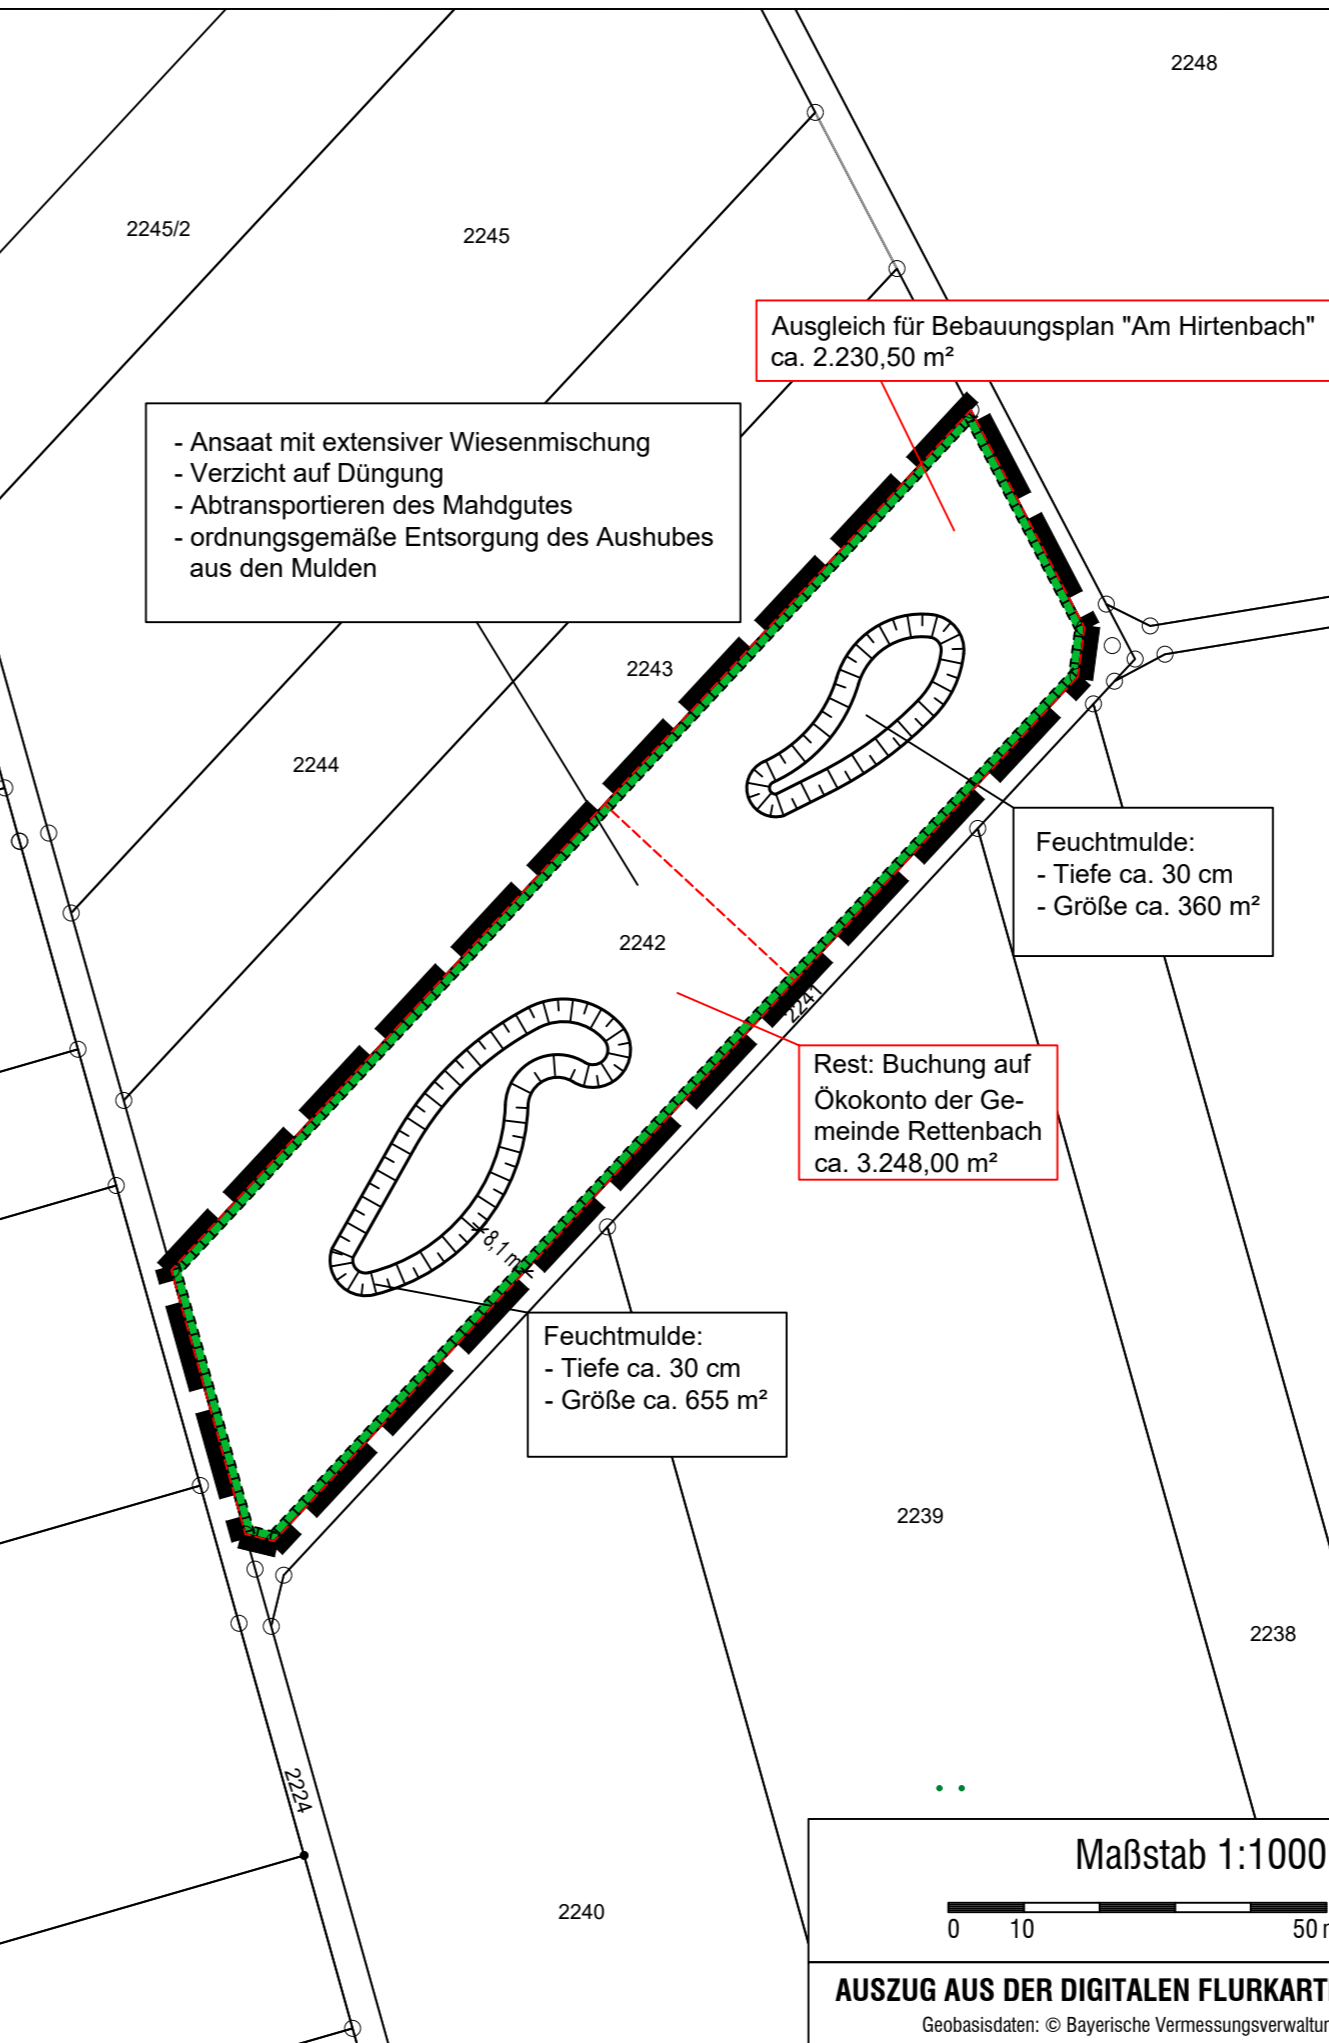 2248
2245/2
2245
Ausgleich für Bebauungsplan "Am Hirtenbach"
ca. 2.230,50 m²
- Ansaat mit extensiver Wiesenmischung
- Verzicht auf Düngung
- Abtransportieren des Mahdgutes
- ordnungsgemäße Entsorgung des Aushubes
aus den Mulden
2243
2244
Feuchtmulde:
- Tiefe ca. 30 cm
- Größe ca. 360 m²
2242
2241
Rest: Buchung auf
Ökokonto der Ge-
meinde Rettenbach
ca. 3.248,00 m²
8,1 m
Feuchtmulde:
- Tiefe ca. 30 cm
- Größe ca. 655 m²
2239
2238
2224
2240
Maßstab 1:1000
0 10 50 m
AUSZUG AUS DER DIGITALEN FLURKART
Geobasisdaten: © Bayerische Vermessungsverwaltun